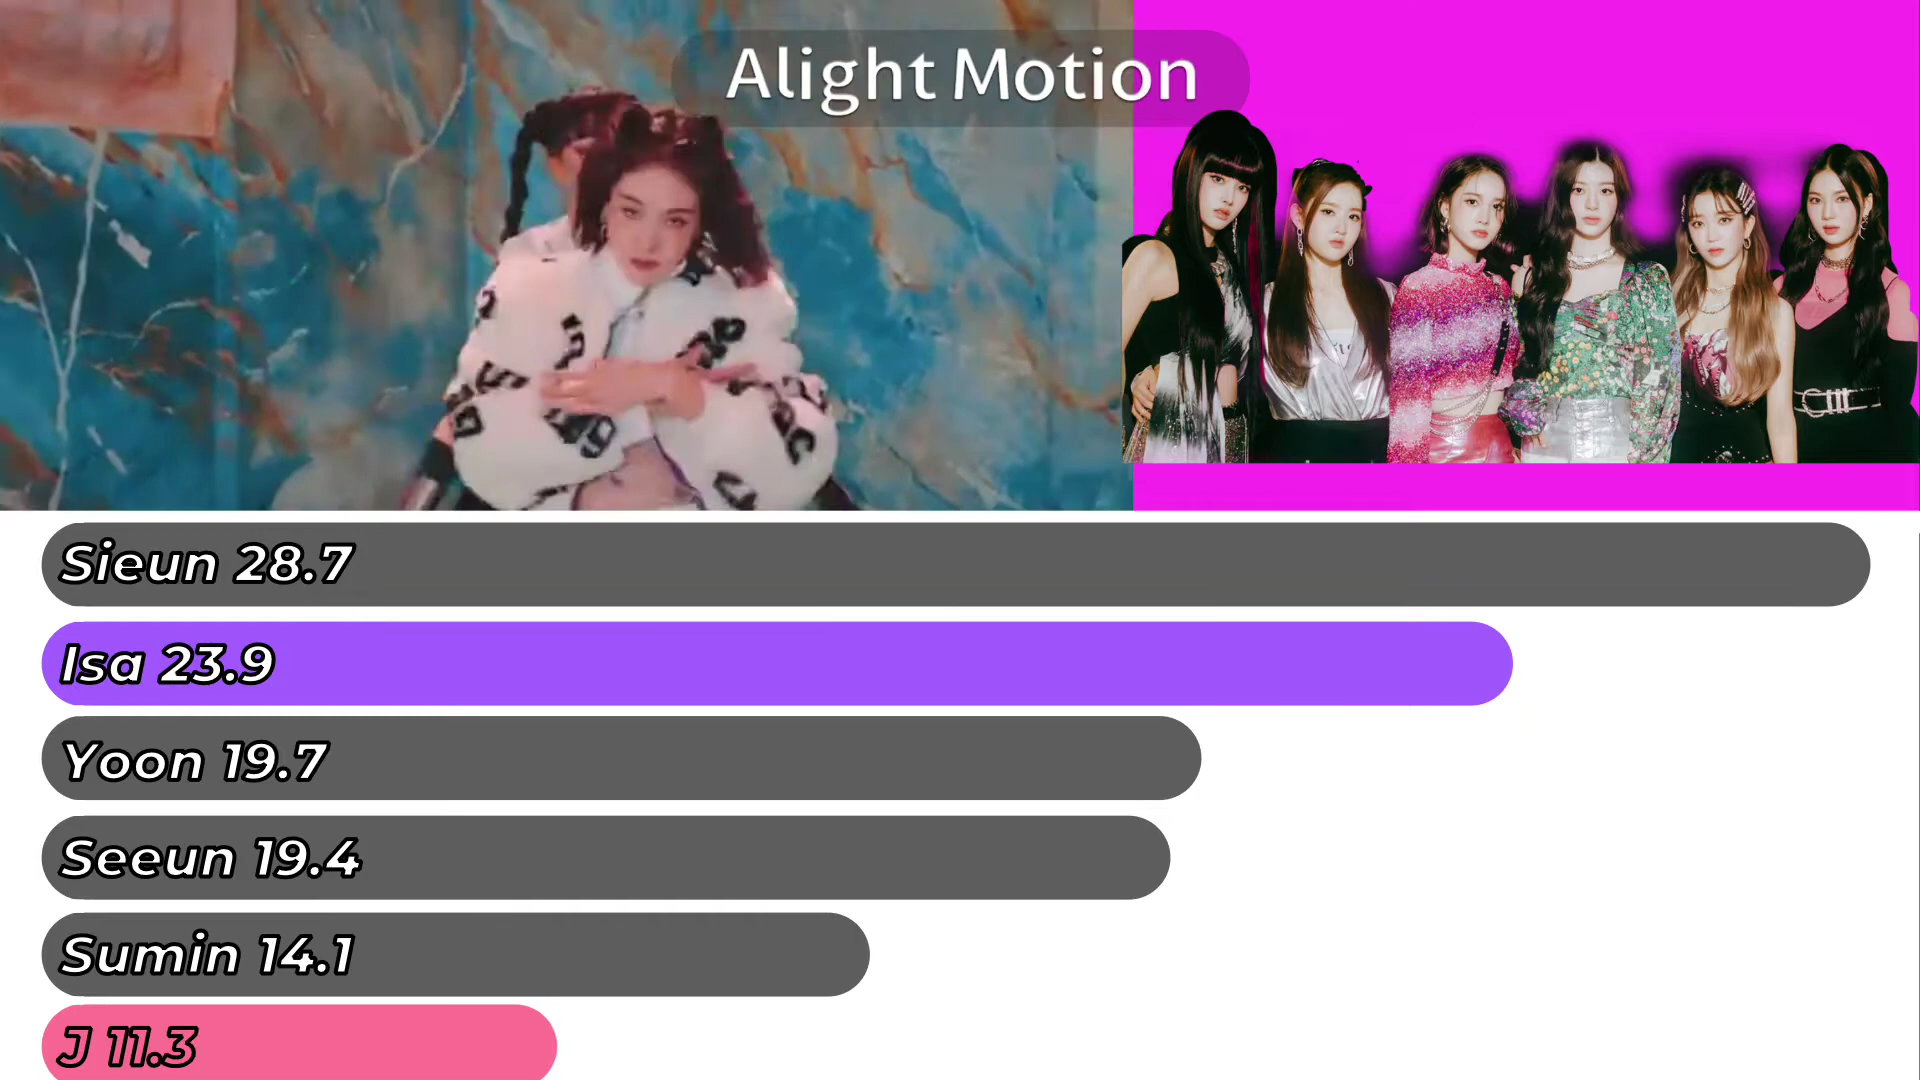 Alight Motion
Sieun 28.7
Isa 23.9
Yoon 19.7
Seeun 19.4
Sumin 14.1
J 11.3